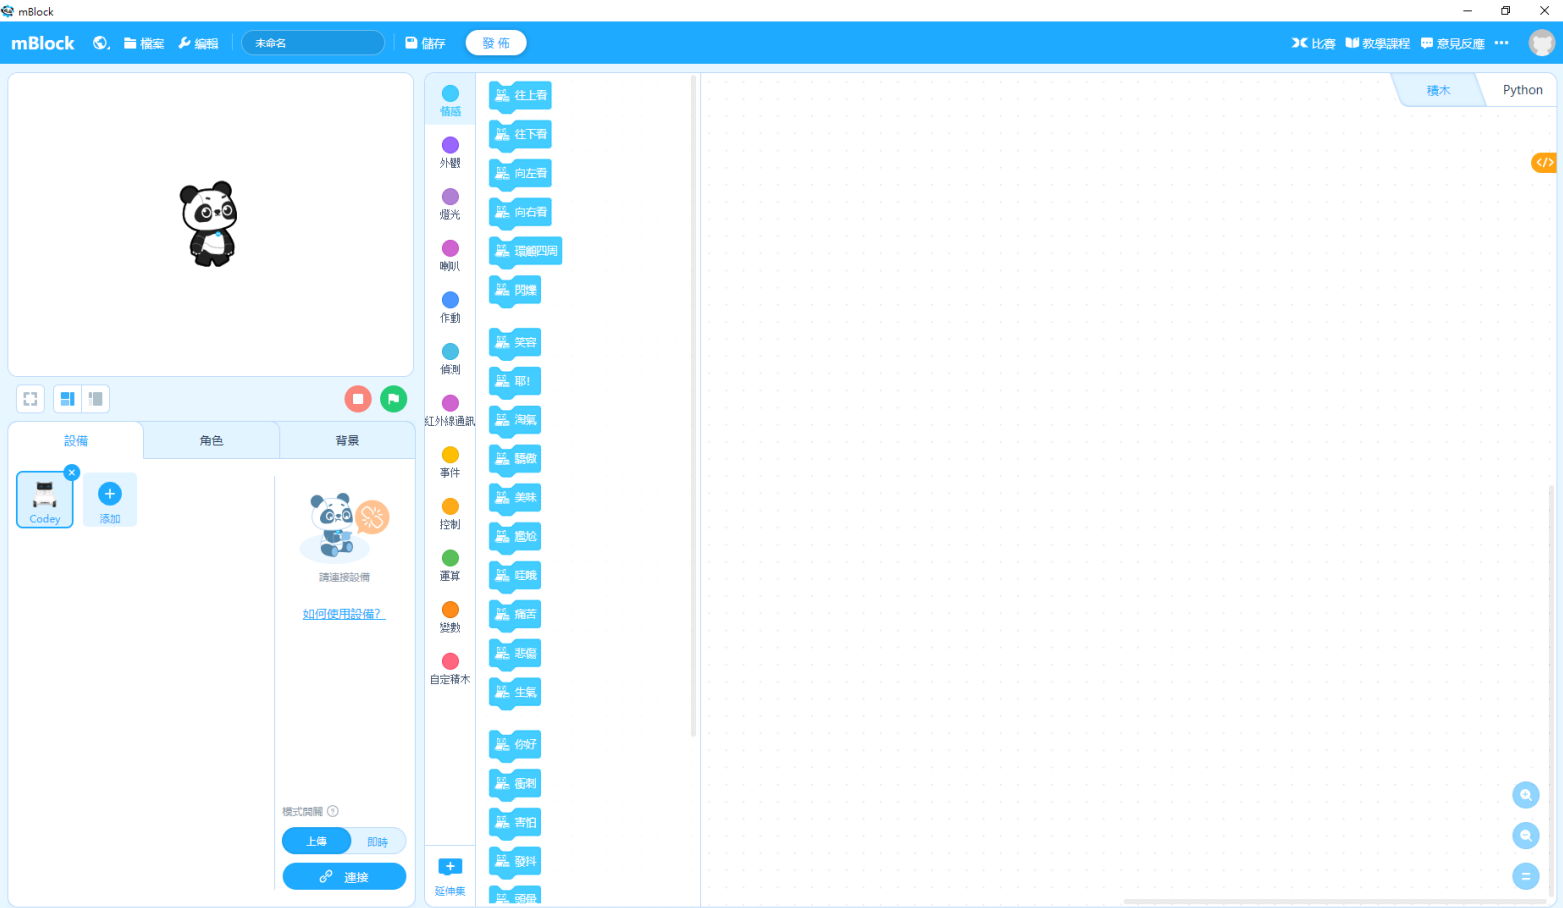 mBlock
mBlock
檔案
編輯
未命名
儲存
發佈
比賽
教學課程
意見反應
設備
角色
背景
Codey
添加
請連接設備
如何使用設備?
模式開關
上傳
即時
連接
情感
外觀
燈光
喇叭
作動
偵測
紅外線通訊
事件
控制
運算
變數
自定積木
延伸集
往上看
往下看
向左看
向右看
環顧四周
閃爍
笑容
耶!
淘氣
驕傲
美味
尷尬
哇哦
痛苦
悲傷
生氣
你好
衝刺
害怕
發抖
頭暈
積木
Python